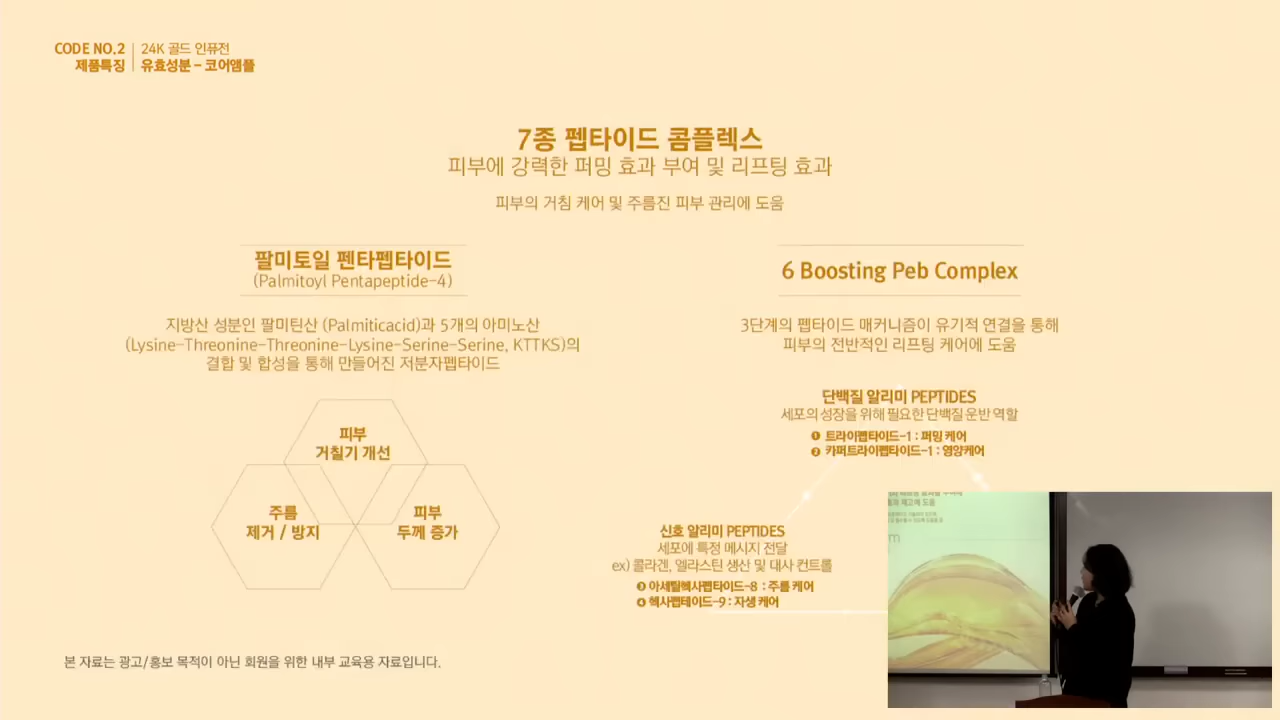 CODE NO.2
제품특징
24K 골드 인퓨전
유효성분 – 코어앰플
7종 펩타이드 콤플렉스
피부에 강력한 퍼밍 효과 부여 및 리프팅 효과
피부의 거침 케어 및 주름진 피부 관리에 도움
팔미토일 펜타펩타이드
(Palmitoyl Pentapeptide-4)
지방산 성분인 팔미틴산 (Palmiticacid)과 5개의 아미노산
(Lysine-Threonine-Threonine-Lysine-Serine-Serine, KTTKS)의
결합 및 합성을 통해 만들어진 저분자펩타이드
피부
거칠기 개선
주름
제거 / 방지
피부
두께 증가
6 Boosting Peb Complex
3단계의 펩타이드 매커니즘이 유기적 연결을 통해
피부의 전반적인 리프팅 케어에 도움
단백질 알리미 PEPTIDES
세포의 성장을 위해 필요한 단백질 운반 역할
❶ 트라이펩타이드-1 : 퍼밍 케어
❷ 카퍼트라이펩타이드-1 : 영양케어
신호 알리미 PEPTIDES
세포에 특정 메시지 전달
ex) 콜라겐, 엘라스틴 생산 및 대사 컨트롤
❸ 아세틸헥사펩타이드-8 : 주름 케어
❹ 헥사펩테이드-9 : 자생 케어
본 자료는 광고/홍보 목적이 아닌 회원을 위한 내부 교육용 자료입니다.